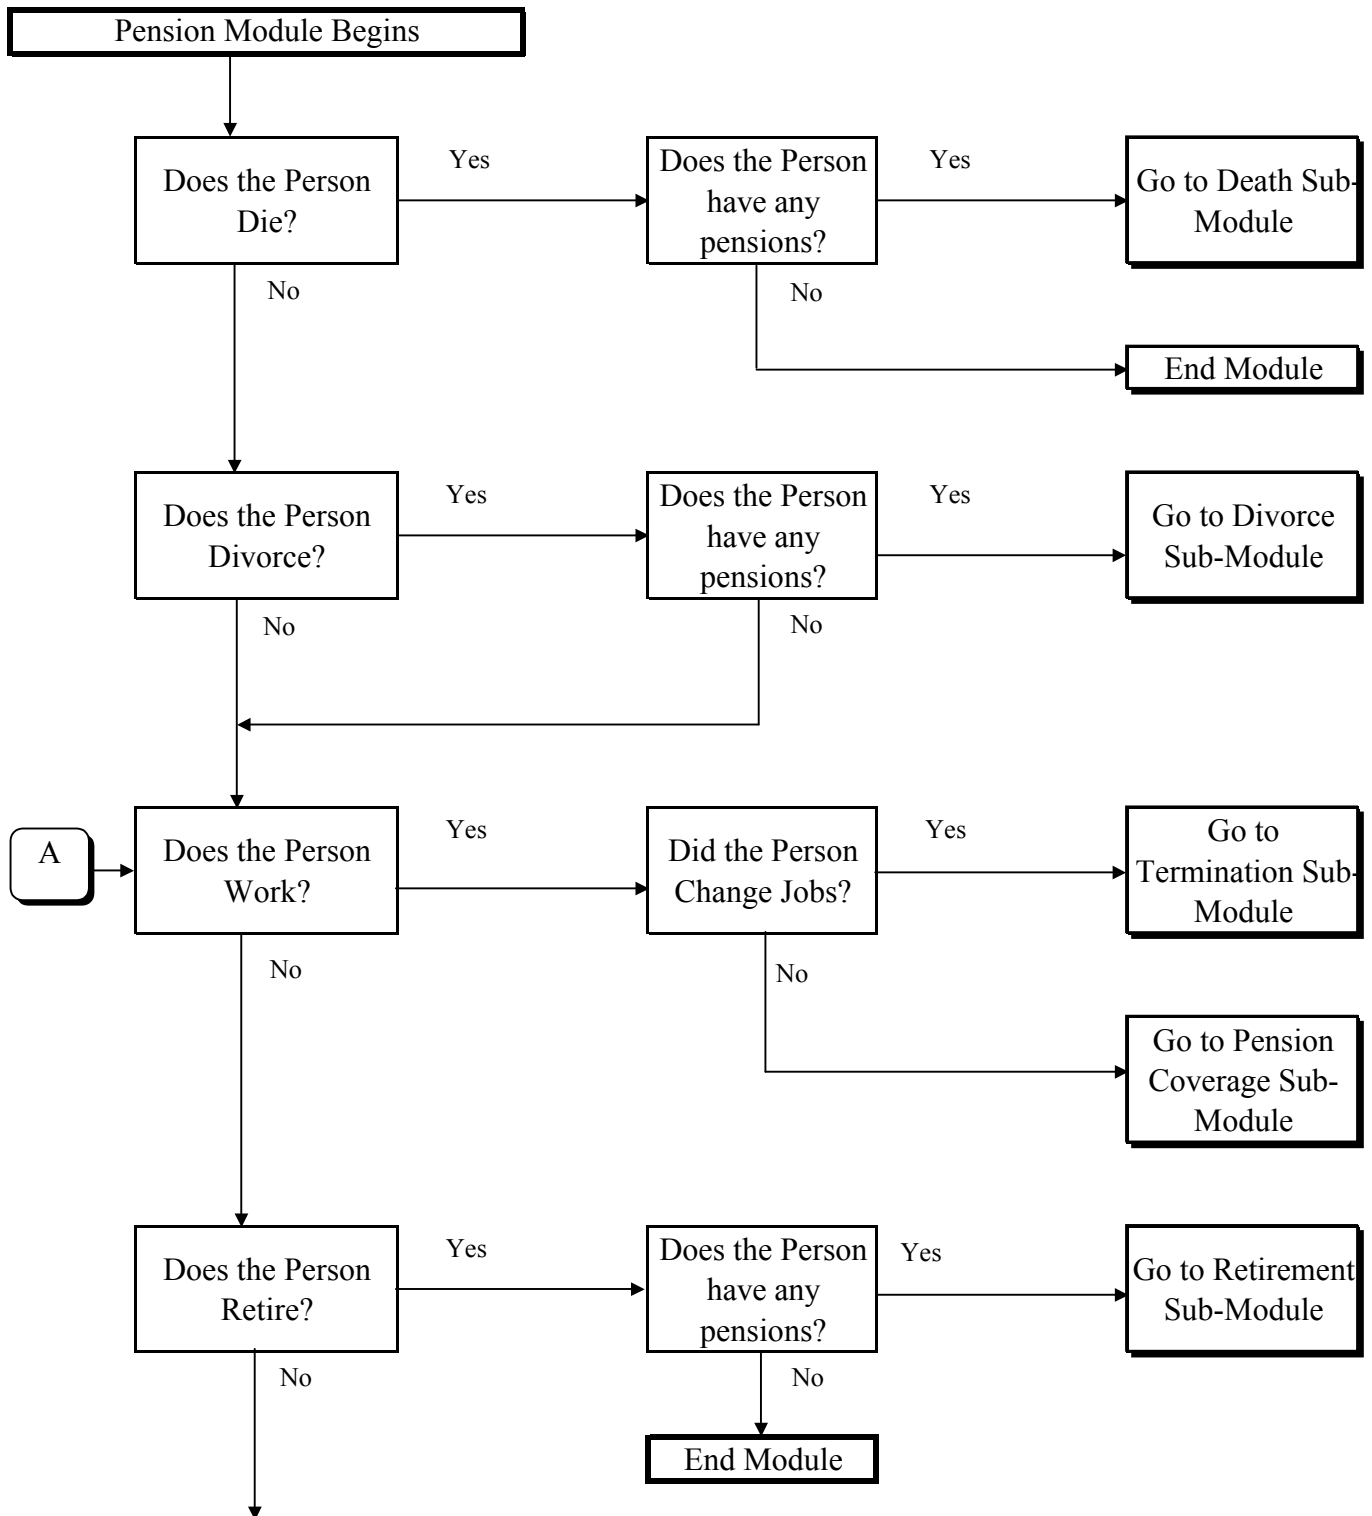 Pension Module Begins
Does the Person
Die?
Yes
Does the Person
have any
pensions?
Yes
Go to Death Sub-
Module
No
No
End Module
Does the Person
Divorce?
Yes
Does the Person
have any
pensions?
Yes
Go to Divorce
Sub-Module
No
No
A
Does the Person
Work?
Yes
Did the Person
Change Jobs?
Yes
Go to
Termination Sub-
Module
No
No
Go to Pension
Coverage Sub-
Module
Does the Person
Retire?
Yes
Does the Person
have any
pensions?
Yes
Go to Retirement
Sub-Module
No
No
End Module